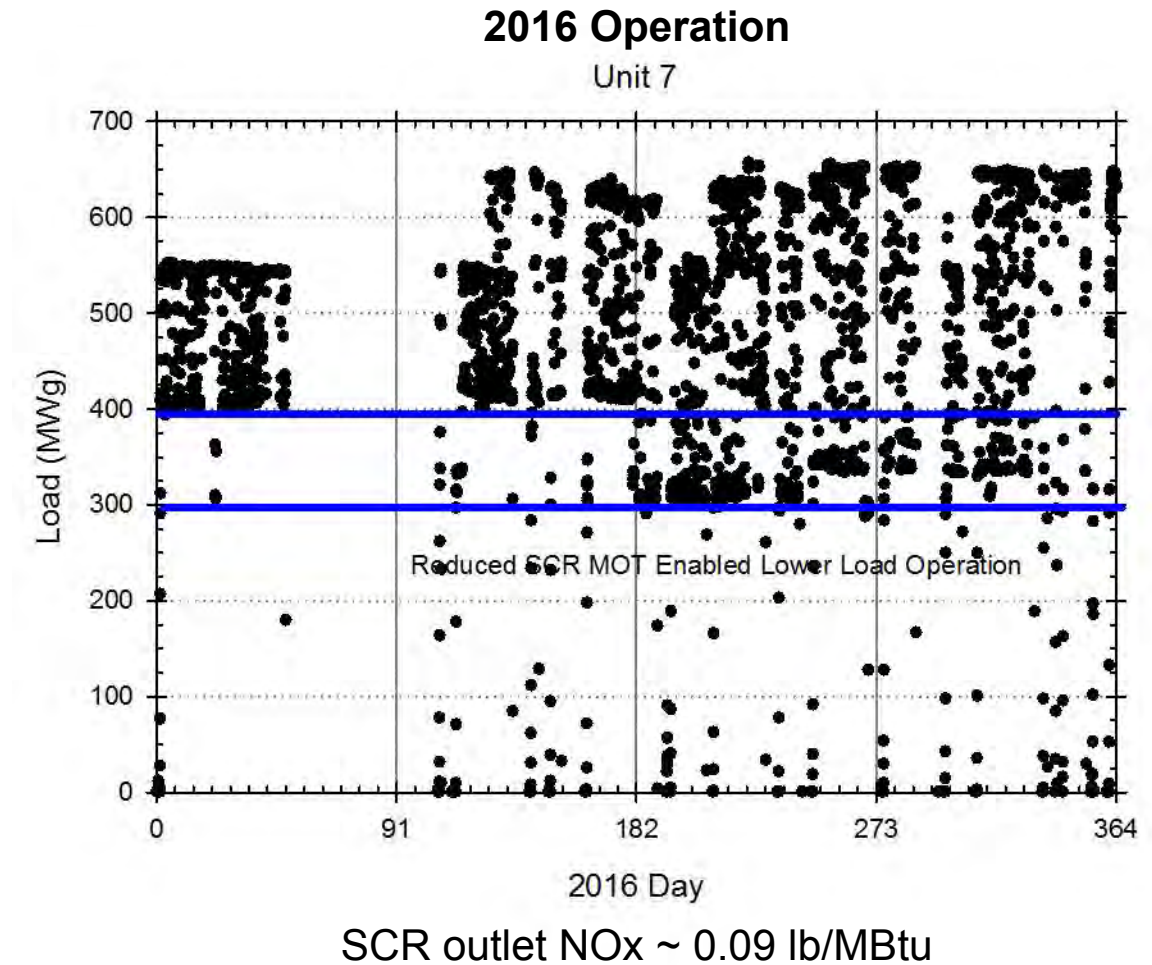 2016 Operation
Unit 7
700
600
500
400
300
200
100
0
Load (MWg)
Reduced SCR MOT Enabled Lower Load Operation
0 91 182 273 364
2016 Day
SCR outlet NOx ~ 0.09 lb/MBtu